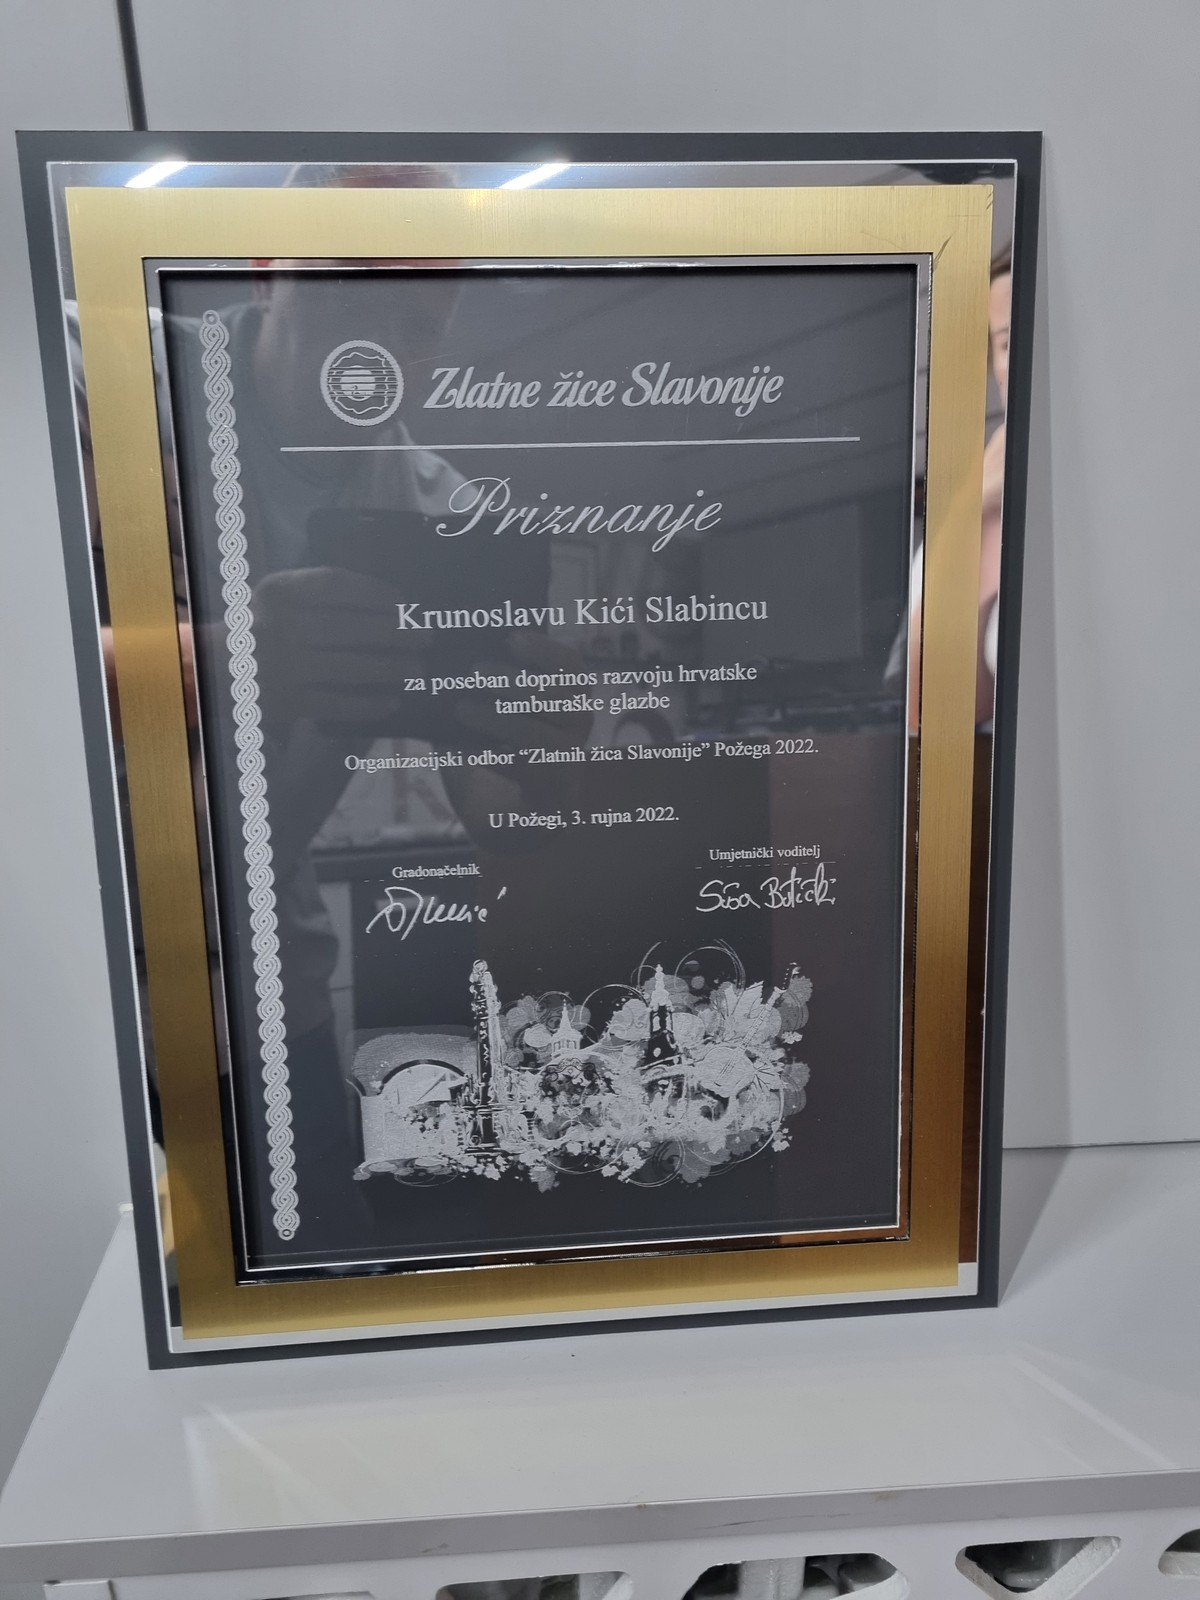 Zlatne žice Slavonije
Priznanje
Krunoslavu Kići Slabincu
za poseban doprinos razvoju hrvatske
tamburaške glazbe
Organizacijski odbor “Zlatnih žica Slavonije” Požega 2022.
U Požegi, 3. rujna 2022.
Gradonačelnik
Umjetnički voditelj